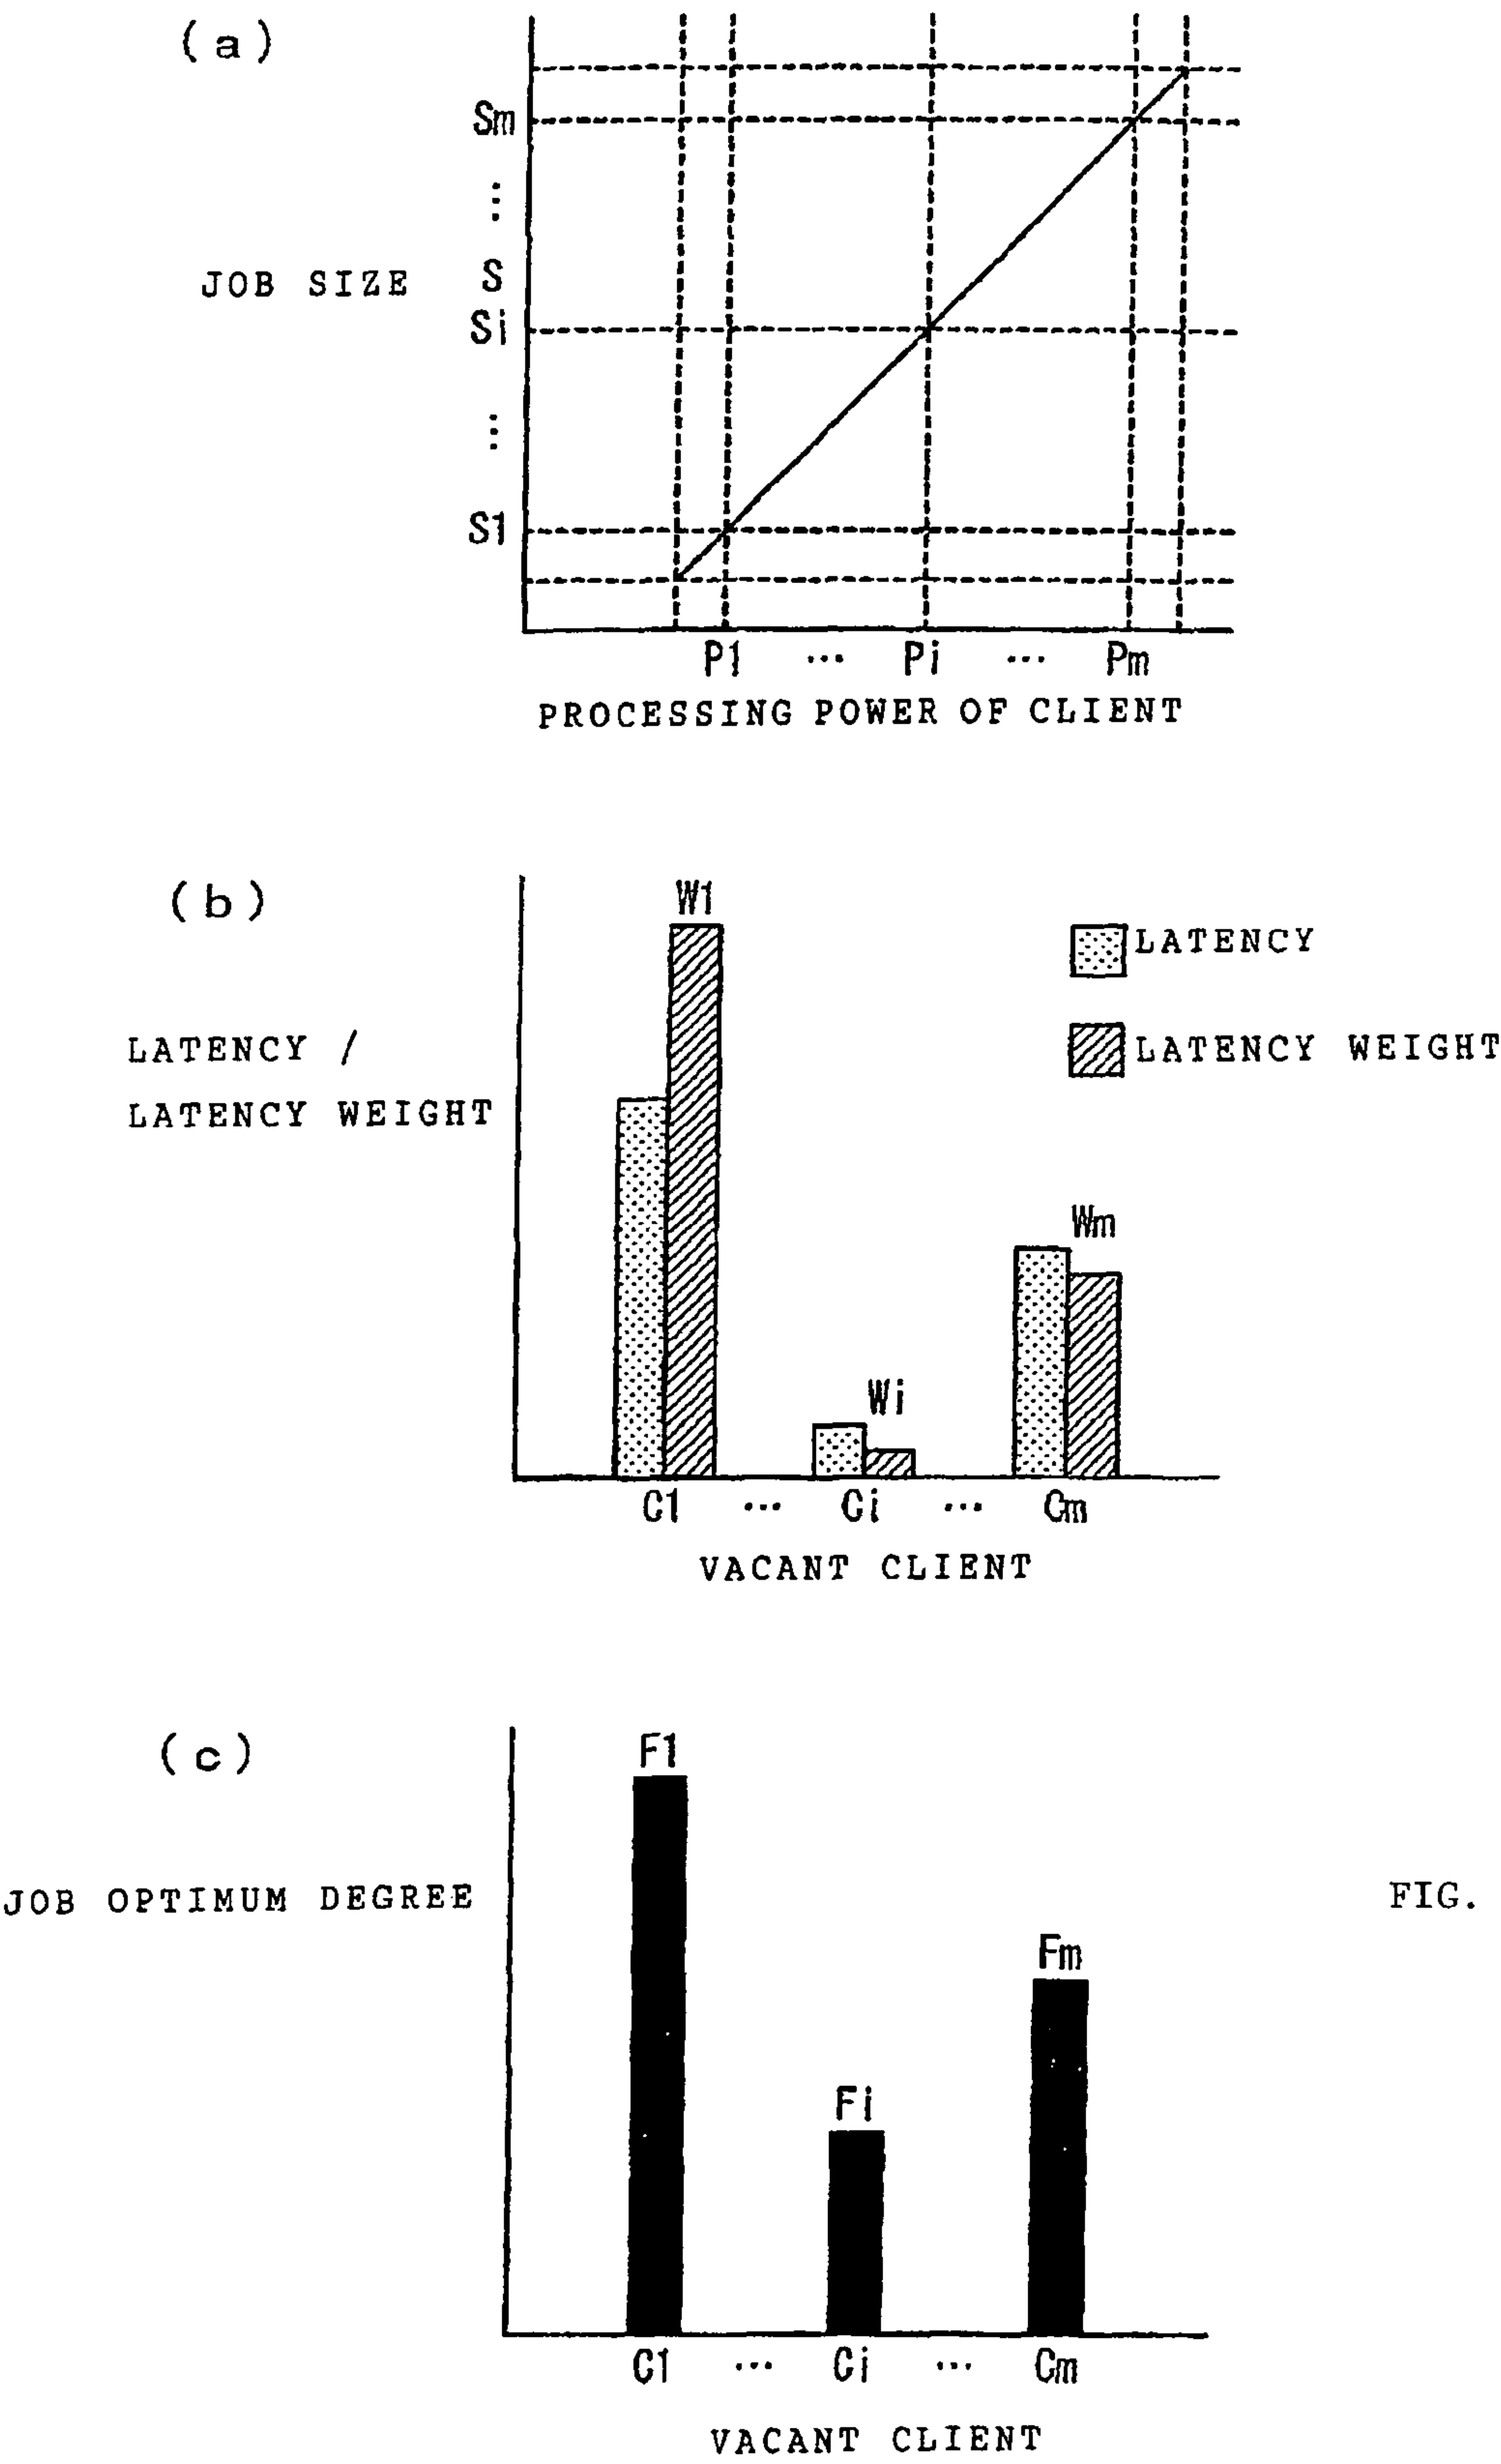 (a)
Sm
⋮
JOB SIZE S
Si
⋮
S1
P1 ... Pi ... Pm
PROCESSING POWER OF CLIENT
(b)
W1
LATENCY
LATENCY /
LATENCY WEIGHT
LATENCY WEIGHT
Wm
Wi
C1 ... Ci ... Cm
VACANT CLIENT
(c)
F1
JOB OPTIMUM DEGREE
FIG.
Fm
Fi
C1 ... Ci ... Cm
VACANT CLIENT